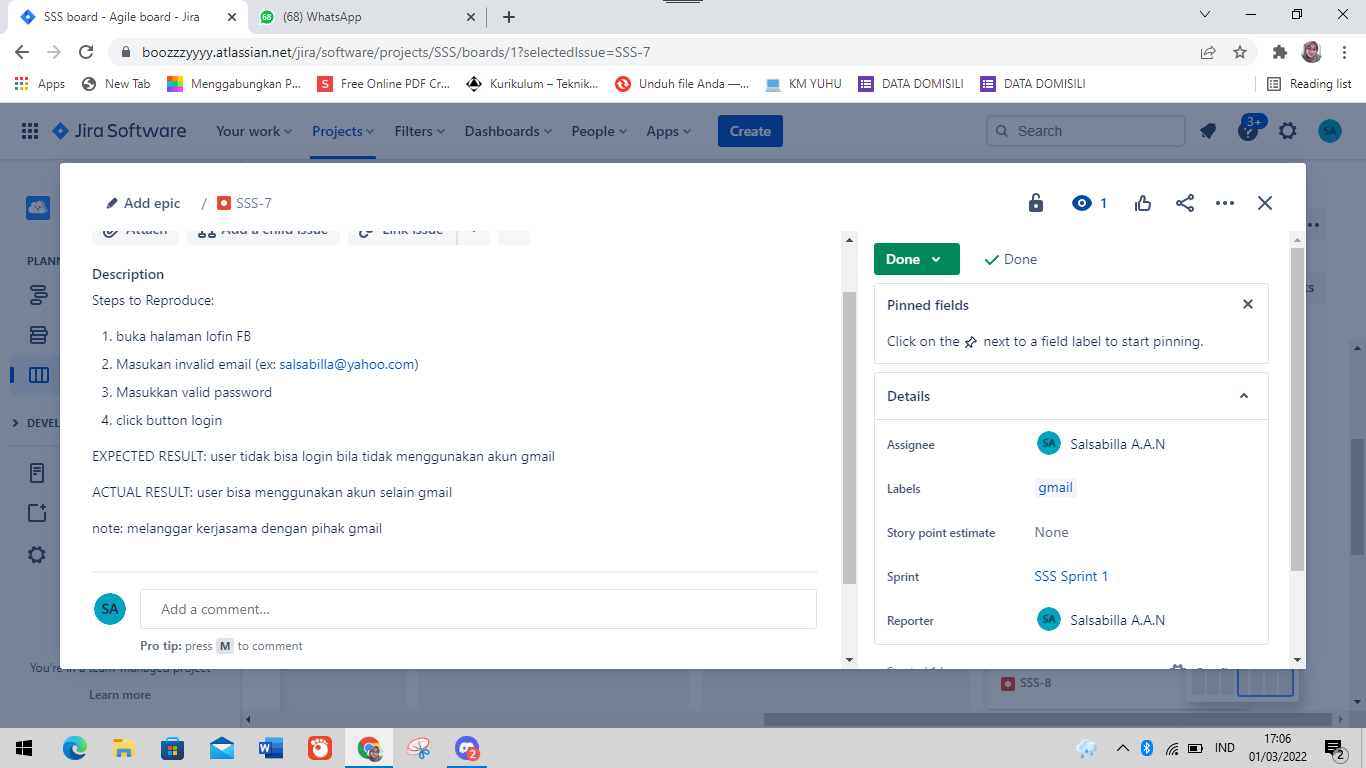 SSS board - Agile board - Jira
(68) WhatsApp
boozzzyyyy.atlassian.net/jira/software/projects/SSS/boards/1?selectedIssue=SSS-7
Apps New Tab Menggabungkan P... Free Online PDF Cr... Kurikulum – Teknik... Unduh file Anda —... KM YUHU DATA DOMISILI DATA DOMISILI Reading list
Jira Software Your work Projects Filters Dashboards People Apps Create Search 3+ SA
Add epic / SSS-7 1
Attach Add a child issue Link issue
Description
Steps to Reproduce:
1. buka halaman lofin FB
2. Masukan invalid email (ex: salsabilla@yahoo.com)
3. Masukkan valid password
4. click button login
EXPECTED RESULT: user tidak bisa login bila tidak menggunakan akun gmail
ACTUAL RESULT: user bisa menggunakan akun selain gmail
note: melanggar kerjasama dengan pihak gmail
SA Add a comment...
Pro tip: press M to comment
Done Done
Pinned fields
Click on the next to a field label to start pinning.
Details
Assignee SA Salsabilla A.A.N
Labels gmail
Story point estimate None
Sprint SSS Sprint 1
Reporter SA Salsabilla A.A.N
PLANN
DEVEL
You're in a team-managed project
Learn more
SSS-8
IND 17:06
01/03/2022
2